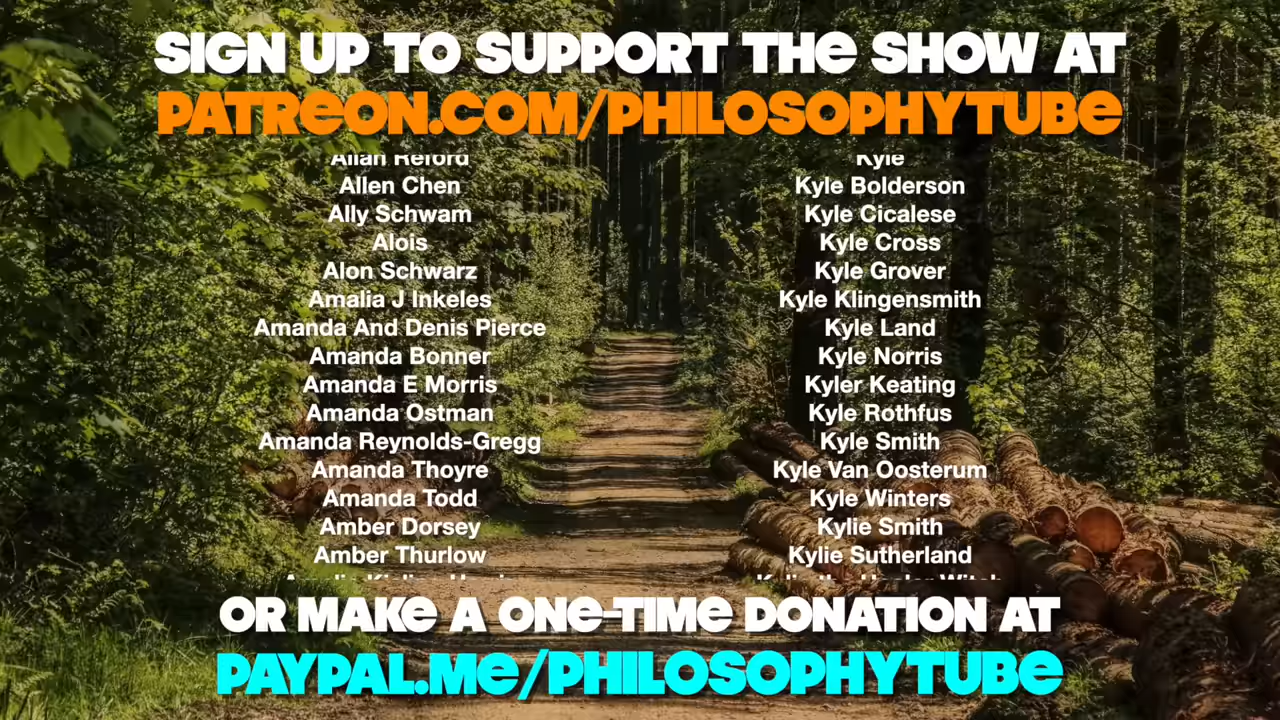 SIGN UP TO SUPPORT THE SHOW AT
PATREON.COM/PHILOSOPHYTUBE
Allan Reford
Allen Chen
Ally Schwam
Alois
Alon Schwarz
Amalia J Inkeles
Amanda And Denis Pierce
Amanda Bonner
Amanda E Morris
Amanda Ostman
Amanda Reynolds-Gregg
Amanda Thoyre
Amanda Todd
Amber Dorsey
Amber Thurlow
Kyle
Kyle Bolderson
Kyle Cicalese
Kyle Cross
Kyle Grover
Kyle Klingensmith
Kyle Land
Kyle Norris
Kyler Keating
Kyle Rothfus
Kyle Smith
Kyle Van Oosterum
Kyle Winters
Kylie Smith
Kylie Sutherland
OR MAKE A ONE-TIME DONATION AT
PAYPAL.ME/PHILOSOPHYTUBE